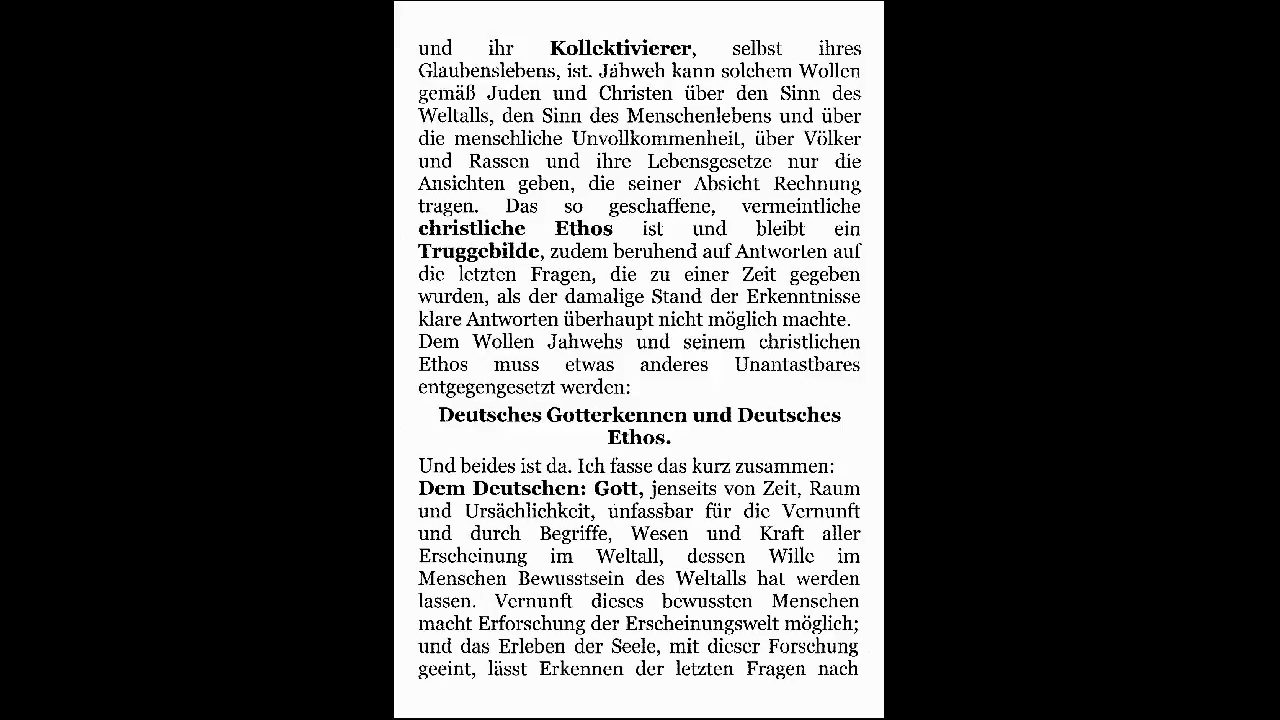 und ihr Kollektivierer, selbst ihres
Glaubenslebens, ist. Jahweh kann solchem Wollen
gemäß Juden und Christen über den Sinn des
Weltalls, den Sinn des Menschenlebens und über
die menschliche Unvollkommenheit, über Völker
und Rassen und ihre Lebensgesetze nur die
Ansichten geben, die seiner Absicht Rechnung
tragen. Das so geschaffene, vermeintliche
christliche Ethos ist und bleibt ein
Truggebilde, zudem beruhend auf Antworten auf
die letzten Fragen, die zu einer Zeit gegeben
wurden, als der damalige Stand der Erkenntnisse
klare Antworten überhaupt nicht möglich machte.
Dem Wollen Jahwehs und seinem christlichen
Ethos muss etwas anderes Unantastbares
entgegengesetzt werden:
Deutsches Gotterkennen und Deutsches
Ethos.
Und beides ist da. Ich fasse das kurz zusammen:
Dem Deutschen: Gott, jenseits von Zeit, Raum
und Ursächlichkeit, unfassbar für die Vernunft
und durch Begriffe, Wesen und Kraft aller
Erscheinung im Weltall, dessen Wille im
Menschen Bewusstsein des Weltalls hat werden
lassen. Vernunft dieses bewussten Menschen
macht Erforschung der Erscheinungswelt möglich;
und das Erleben der Seele, mit dieser Forschung
geeint, lässt Erkennen der letzten Fragen nach